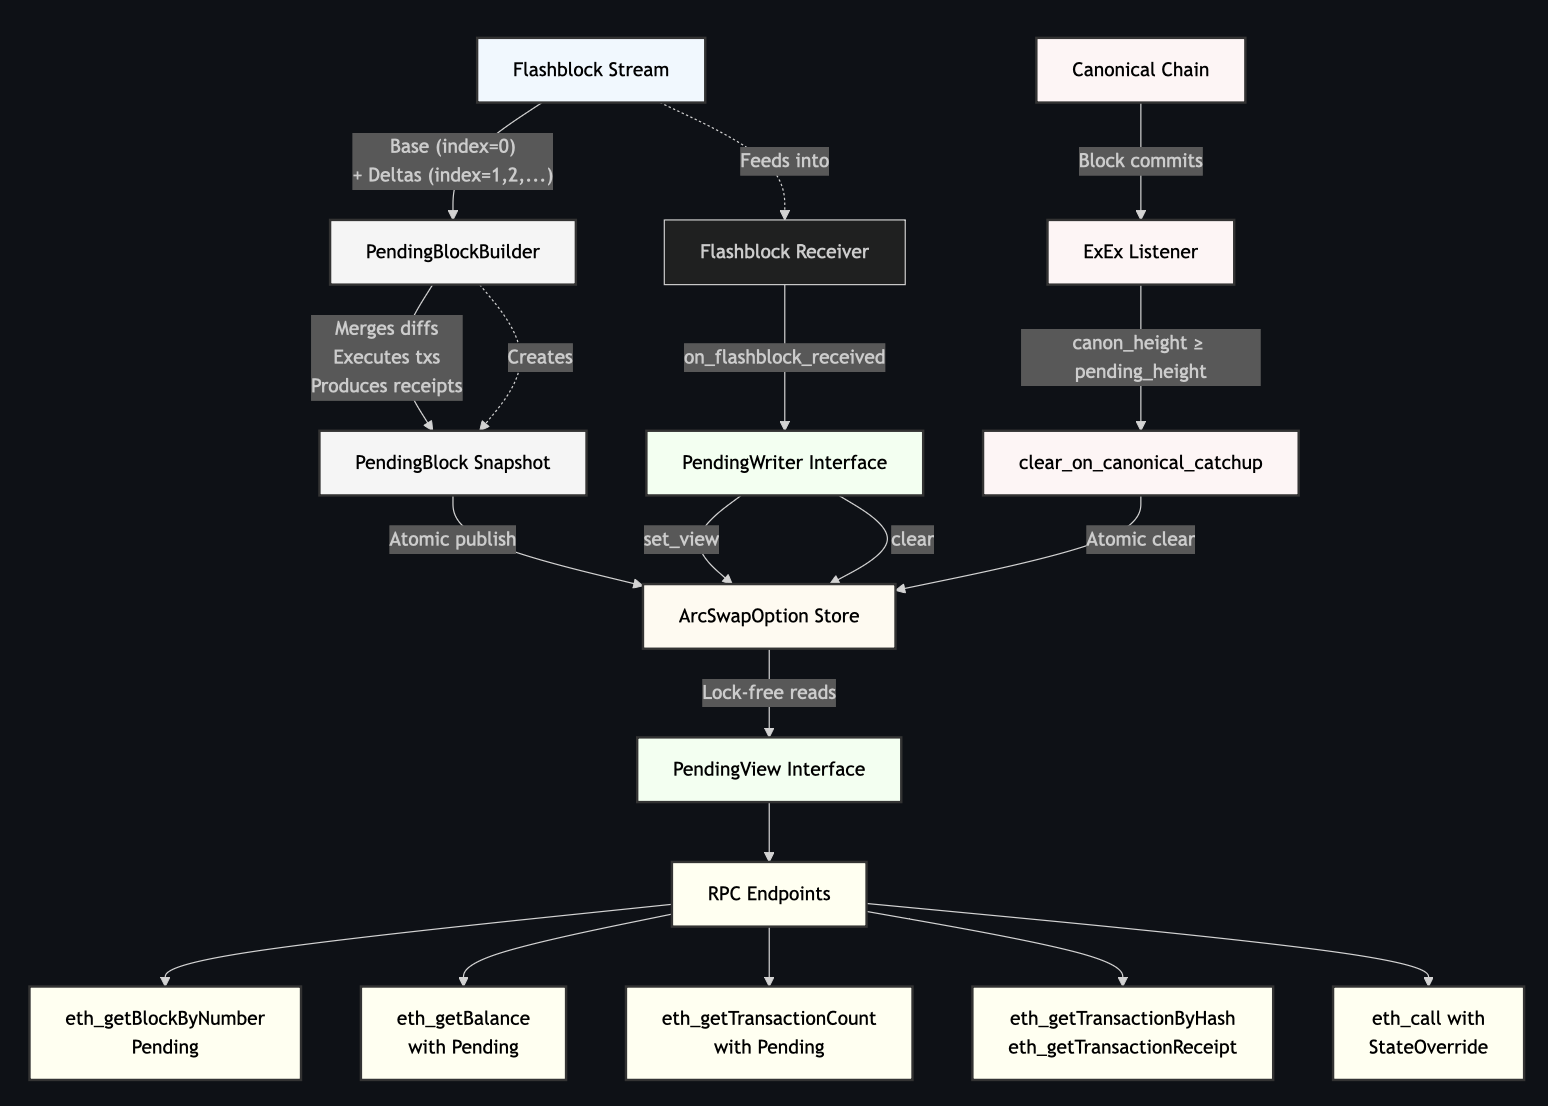 Flashblock Stream
Canonical Chain
Base (index=0)
+ Deltas (index=1,2,...)
Feeds into
Block commits
PendingBlockBuilder
Flashblock Receiver
ExEx Listener
Merges diffs
Executes txs
Produces receipts
Creates
on_flashblock_received
canon_height ≥
pending_height
PendingBlock Snapshot
PendingWriter Interface
clear_on_canonical_catchup
Atomic publish
set_view
clear
Atomic clear
ArcSwapOption Store
Lock-free reads
PendingView Interface
RPC Endpoints
eth_getBlockByNumber
Pending
eth_getBalance
with Pending
eth_getTransactionCount
with Pending
eth_getTransactionByHash
eth_getTransactionReceipt
eth_call with
StateOverride